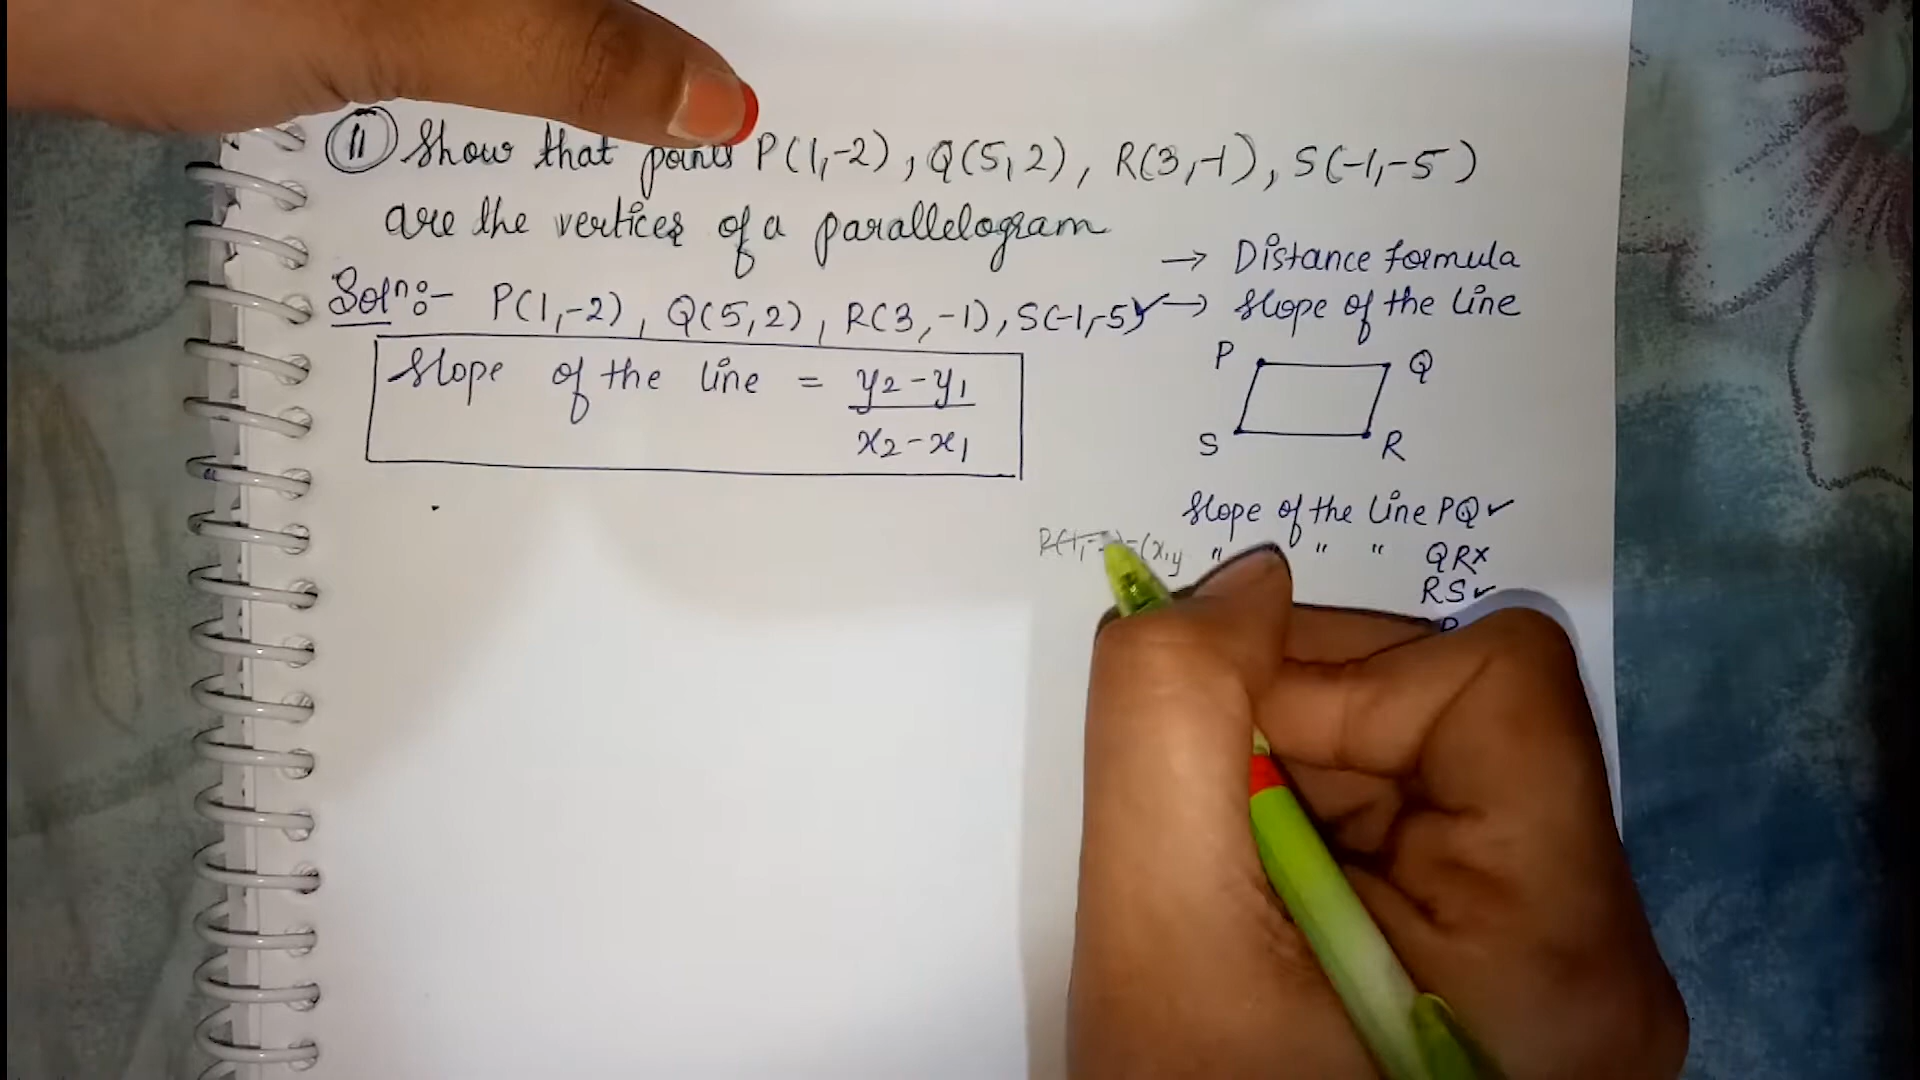 11 Show that points P(1,-2), Q(5,2), R(3,-1), S(-1,-5)
are the vertices of a parallelogram
→ Distance formula
Solⁿ:- P(1,-2), Q(5,2), R(3,-1), S(-1,-5)
✓→ Slope of the line
Slope of the line = y₂-y₁ / x₂-x₁
P Q
S R
Slope of the line PQ✓
" " " QR×
RS✓